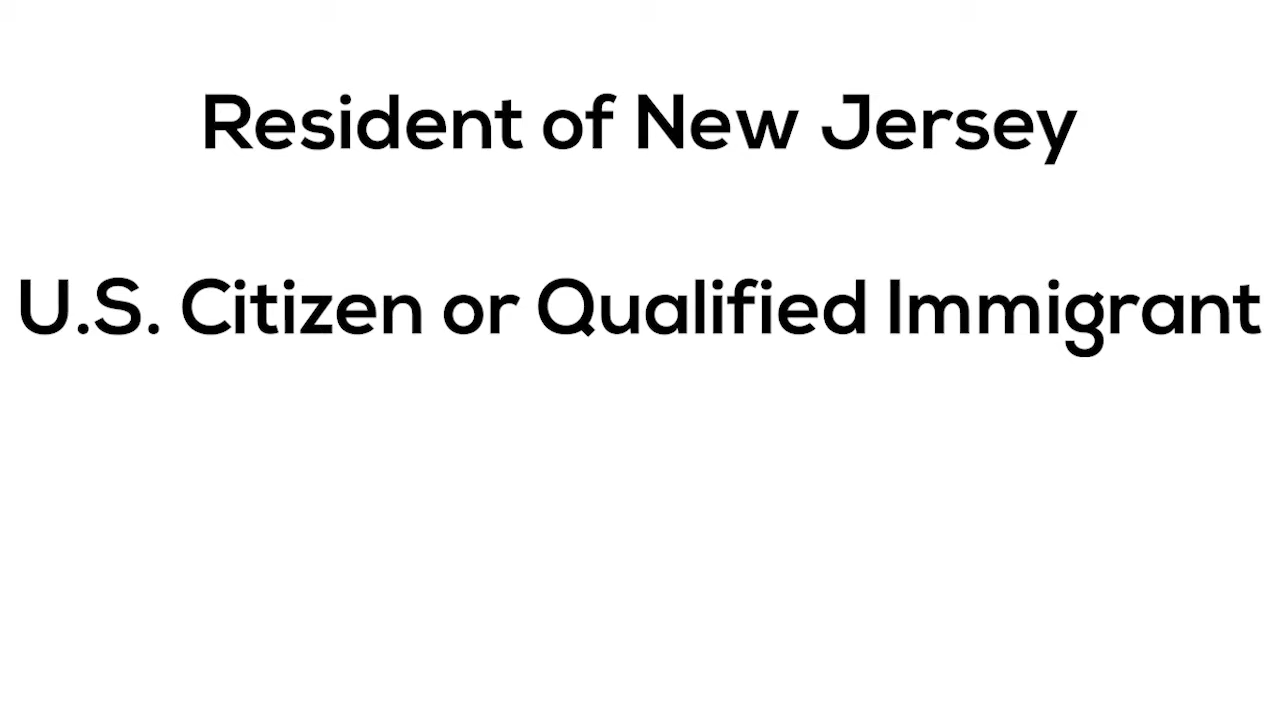 Resident of New Jersey
U.S. Citizen or Qualified Immigrant